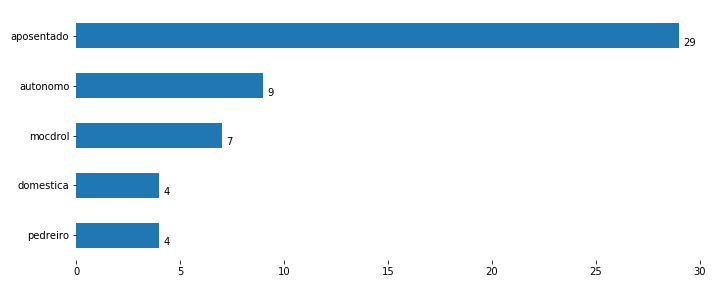 aposentado 29
autonomo 9
mocdrol 7
domestica 4
pedreiro 4
0 5 10 15 20 25 30